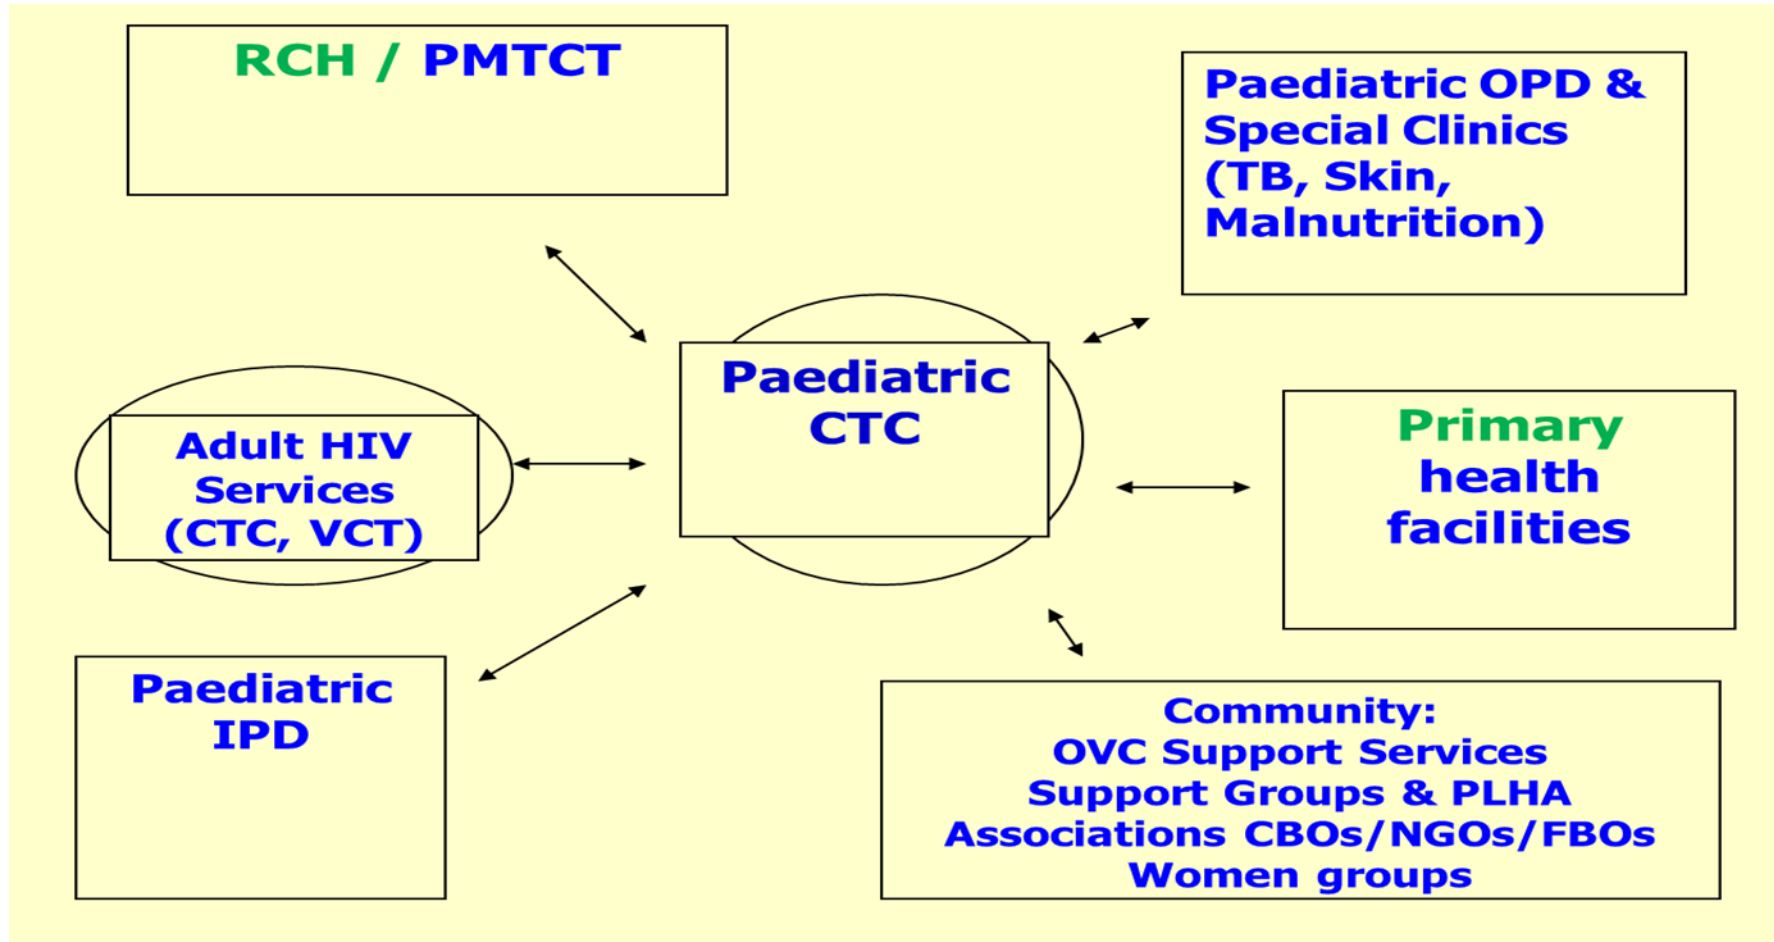 RCH / PMTCT
Paediatric OPD &
Special Clinics
(TB, Skin,
Malnutrition)
Paediatric
CTC
Adult HIV
Services
(CTC, VCT)
Primary
health
facilities
Paediatric
IPD
Community:
OVC Support Services
Support Groups & PLHA
Associations CBOs/NGOs/FBOs
Women groups